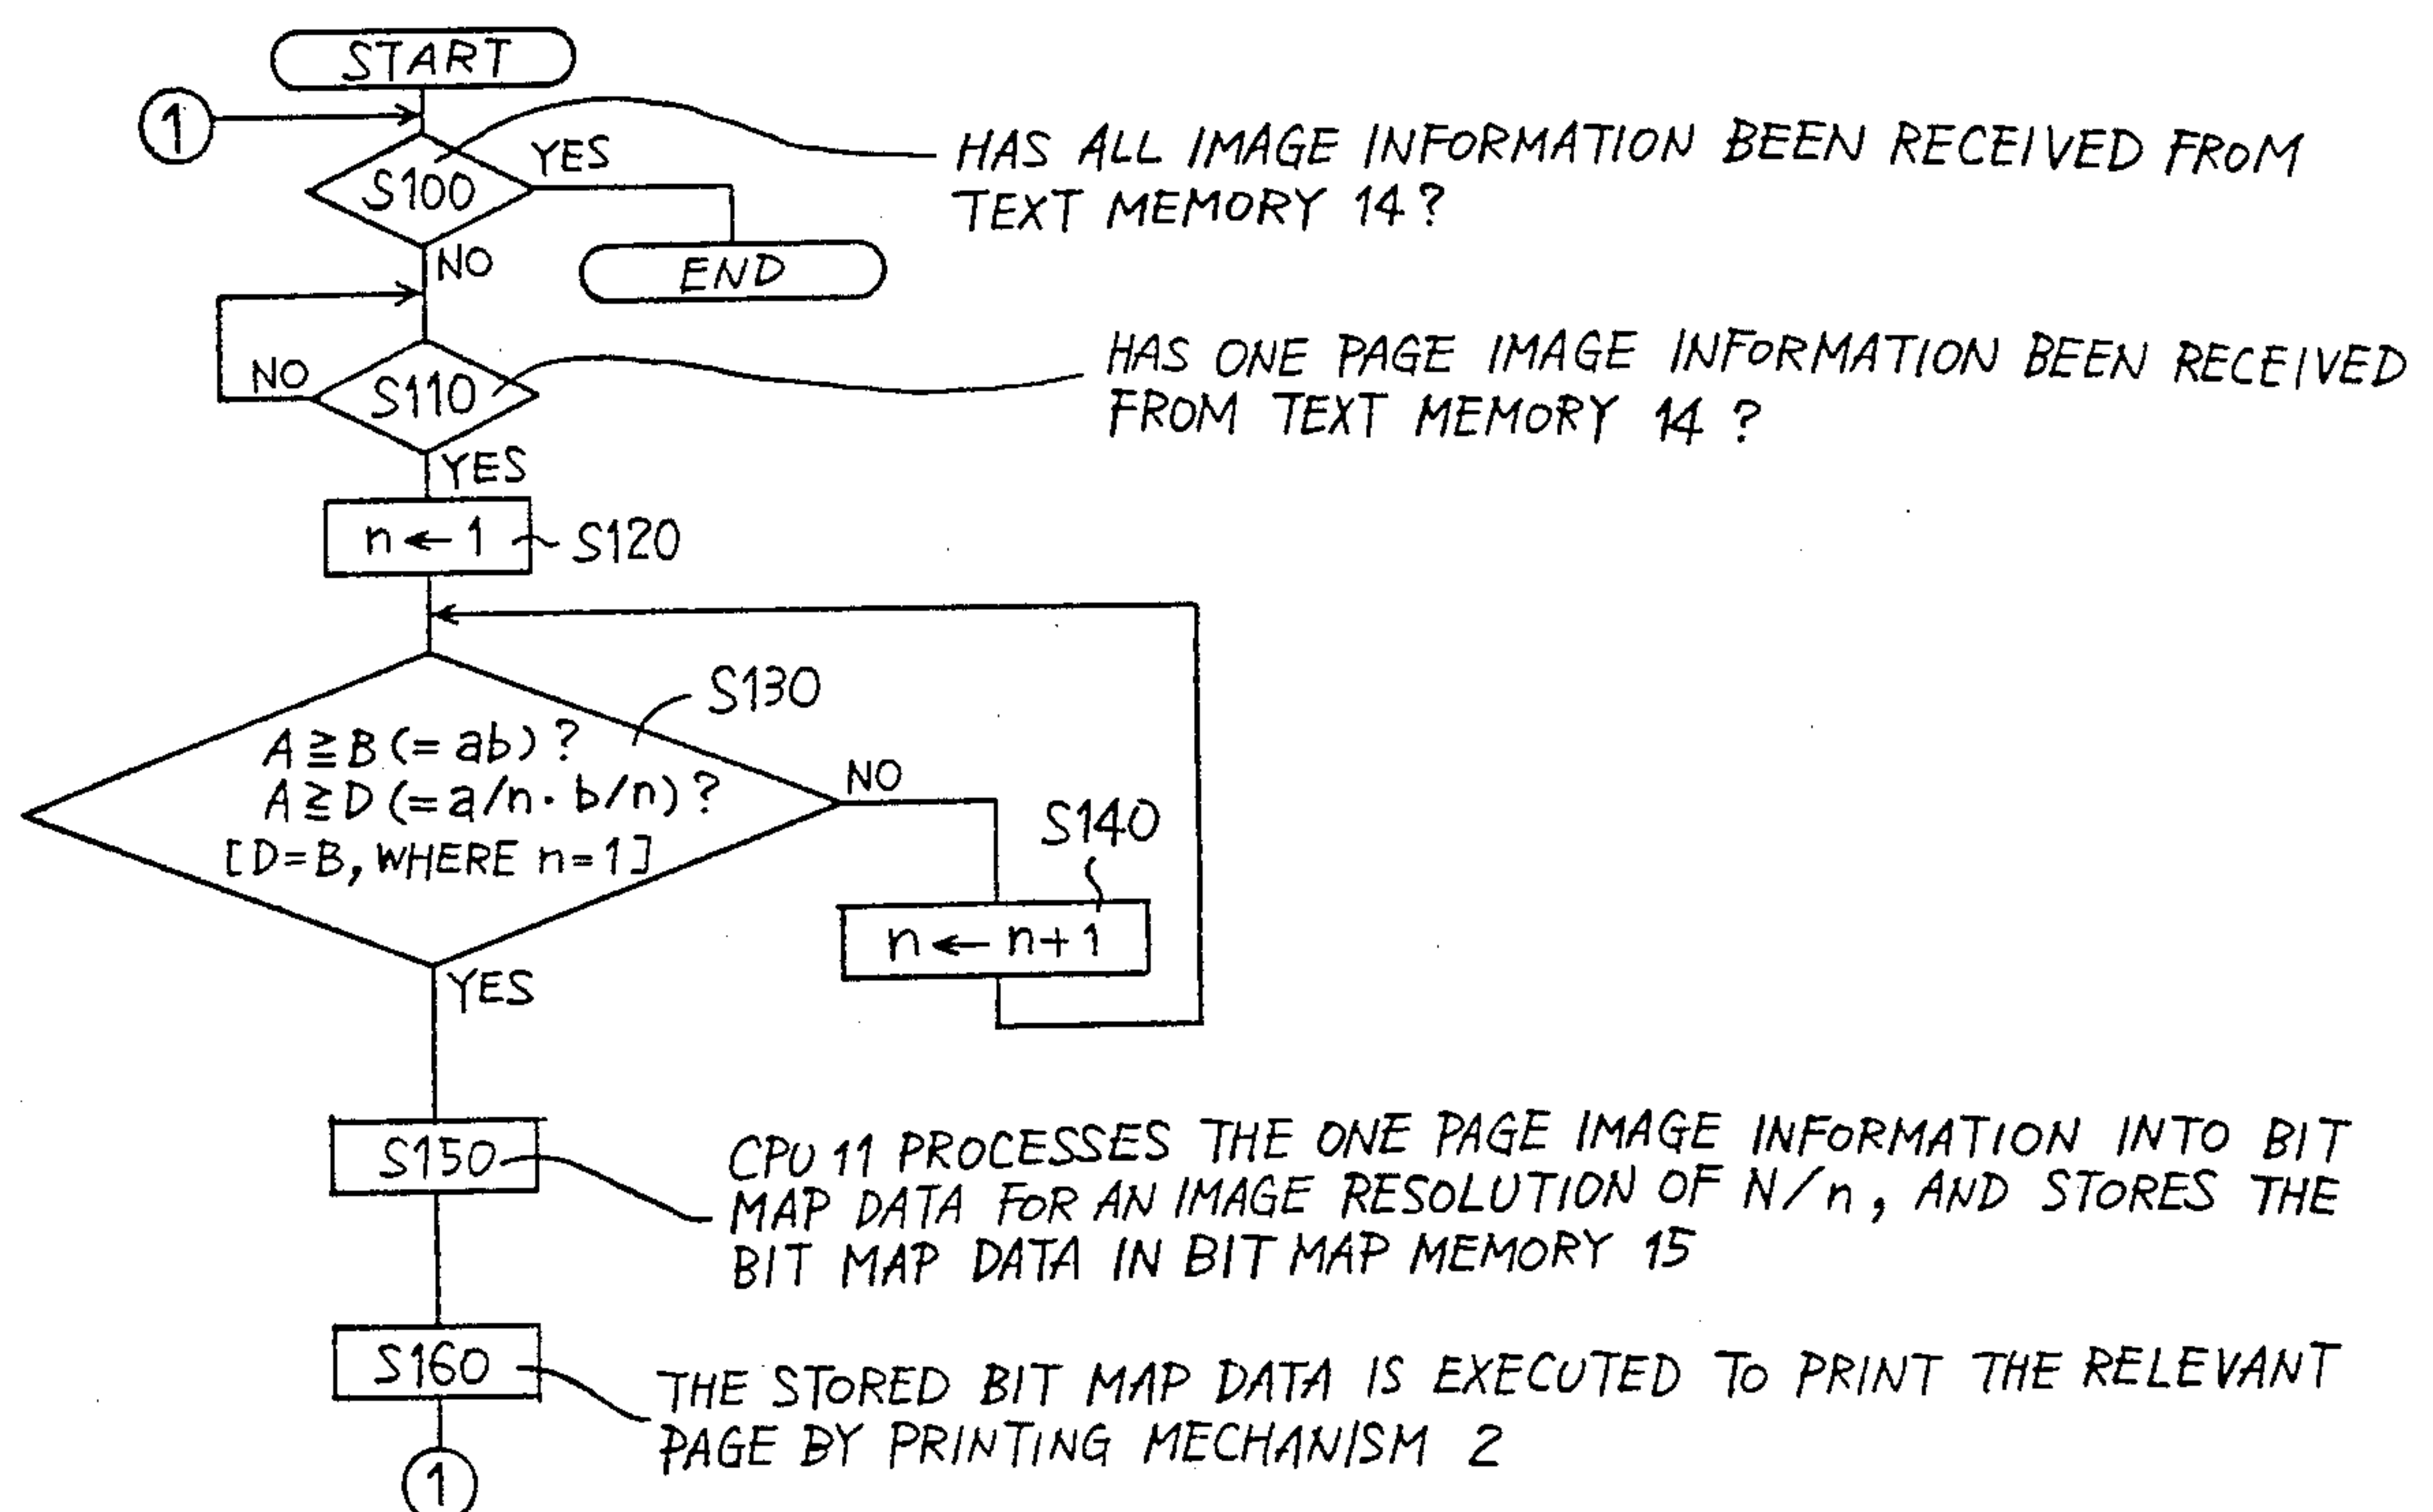 START
1
S100
YES
HAS ALL IMAGE INFORMATION BEEN RECEIVED FROM
TEXT MEMORY 14?
NO
END
NO
S110
HAS ONE PAGE IMAGE INFORMATION BEEN RECEIVED
FROM TEXT MEMORY 14?
YES
n ← 1
S120
S130
A ≧ B (= ab) ?
A ≧ D (= a/n · b/n) ?
[D=B, WHERE n=1]
NO
S140
n ← n+1
YES
S150
CPU 11 PROCESSES THE ONE PAGE IMAGE INFORMATION INTO BIT
MAP DATA FOR AN IMAGE RESOLUTION OF N/n, AND STORES THE
BIT MAP DATA IN BIT MAP MEMORY 15
S160
THE STORED BIT MAP DATA IS EXECUTED TO PRINT THE RELEVANT
PAGE BY PRINTING MECHANISM 2
1